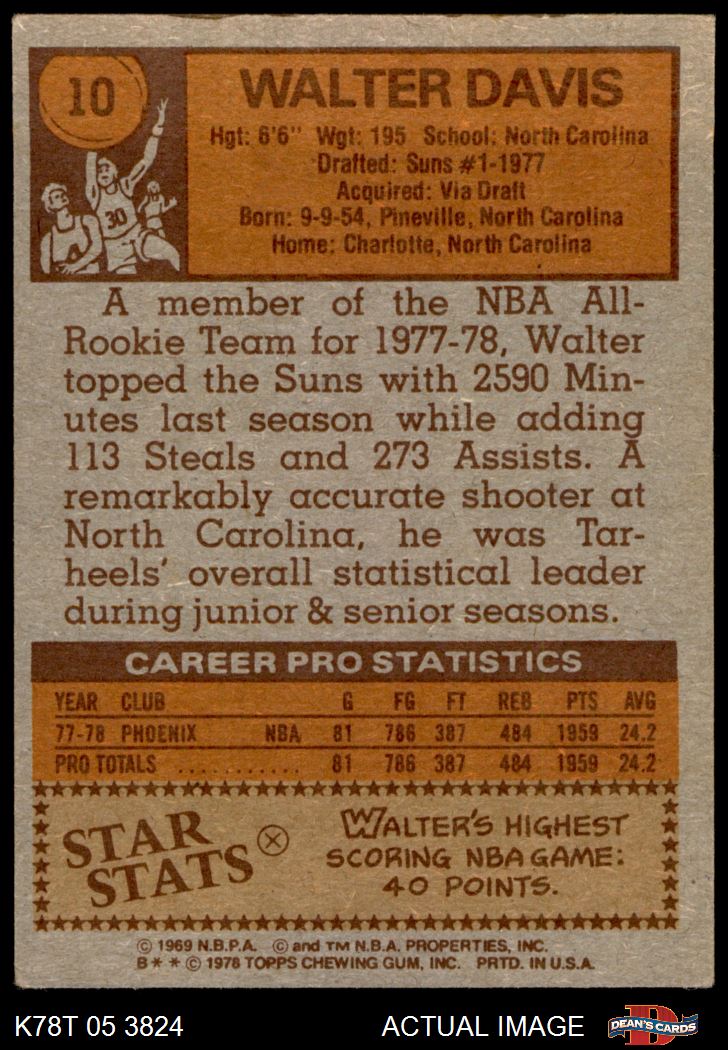 10
WALTER DAVIS
Hgt: 6'6" Wgt: 195 School: North Carolina
Drafted: Suns #1-1977
Acquired: Via Draft
Born: 9-9-54, Pineville, North Carolina
Home: Charlotte, North Carolina
30
A member of the NBA All-
Rookie Team for 1977-78, Walter
topped the Suns with 2590 Min-
utes last season while adding
113 Steals and 273 Assists. A
remarkably accurate shooter at
North Carolina, he was Tar-
heels' overall statistical leader
during junior & senior seasons.
CAREER PRO STATISTICS
YEAR CLUB G FG FT REB PTS AVG
77-78 PHOENIX NBA 81 786 387 484 1959 24.2
PRO TOTALS ........... 81 786 387 484 1959 24.2
STAR STATS
WALTER'S HIGHEST
SCORING NBA GAME:
40 POINTS.
© 1969 N.B.P.A. © and TM N.B.A. PROPERTIES, INC.
B * * © 1978 TOPPS CHEWING GUM, INC. PRTD. IN U.S.A.
K78T 05 3824 ACTUAL IMAGE D DEAN'S CARDS